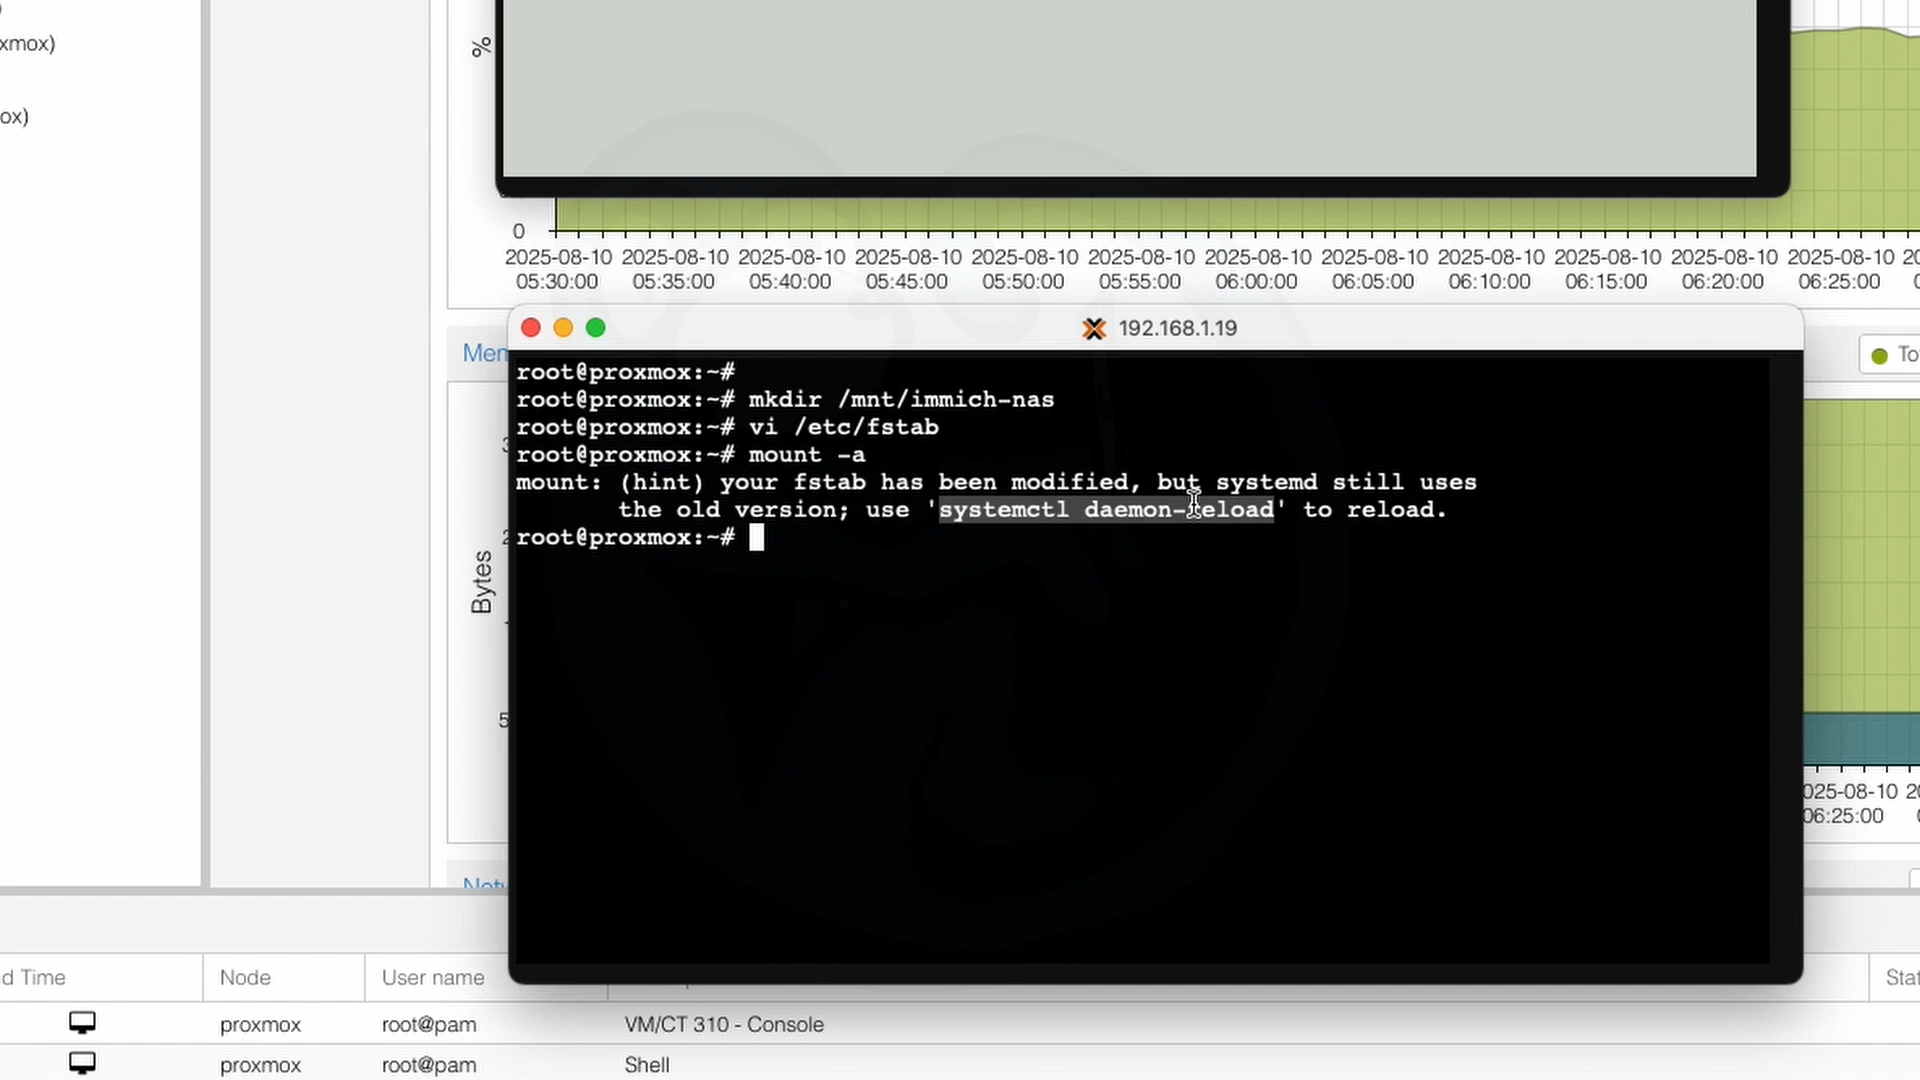 xmox)
ox)
%
0
2025-08-10 2025-08-10 2025-08-10 2025-08-10 2025-08-10 2025-08-10 2025-08-10 2025-08-10 2025-08-10 2025-08-10 2025-08-10 2025-08-10
05:30:00 05:35:00 05:40:00 05:45:00 05:50:00 05:55:00 06:00:00 06:05:00 06:10:00 06:15:00 06:20:00 06:25:00
192.168.1.19
Mem
To
root@proxmox:~#
root@proxmox:~# mkdir /mnt/immich-nas
root@proxmox:~# vi /etc/fstab
root@proxmox:~# mount -a
mount: (hint) your fstab has been modified, but systemd still uses
the old version; use 'systemctl daemon-reload' to reload.
root@proxmox:~#
Bytes
5
025-08-10
06:25:00
d Time Node User name Stat
proxmox root@pam VM/CT 310 - Console
proxmox root@pam Shell